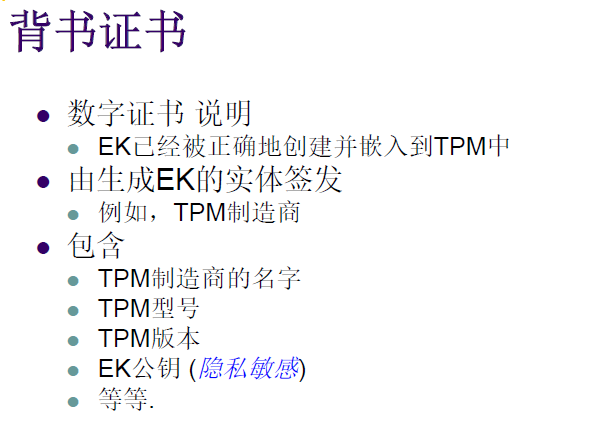 背书证书
数字证书 说明
EK已经被正确地创建并嵌入到TPM中
由生成EK的实体签发
例如，TPM制造商
包含
TPM制造商的名字
TPM型号
TPM版本
EK公钥 (隐私敏感)
等等.